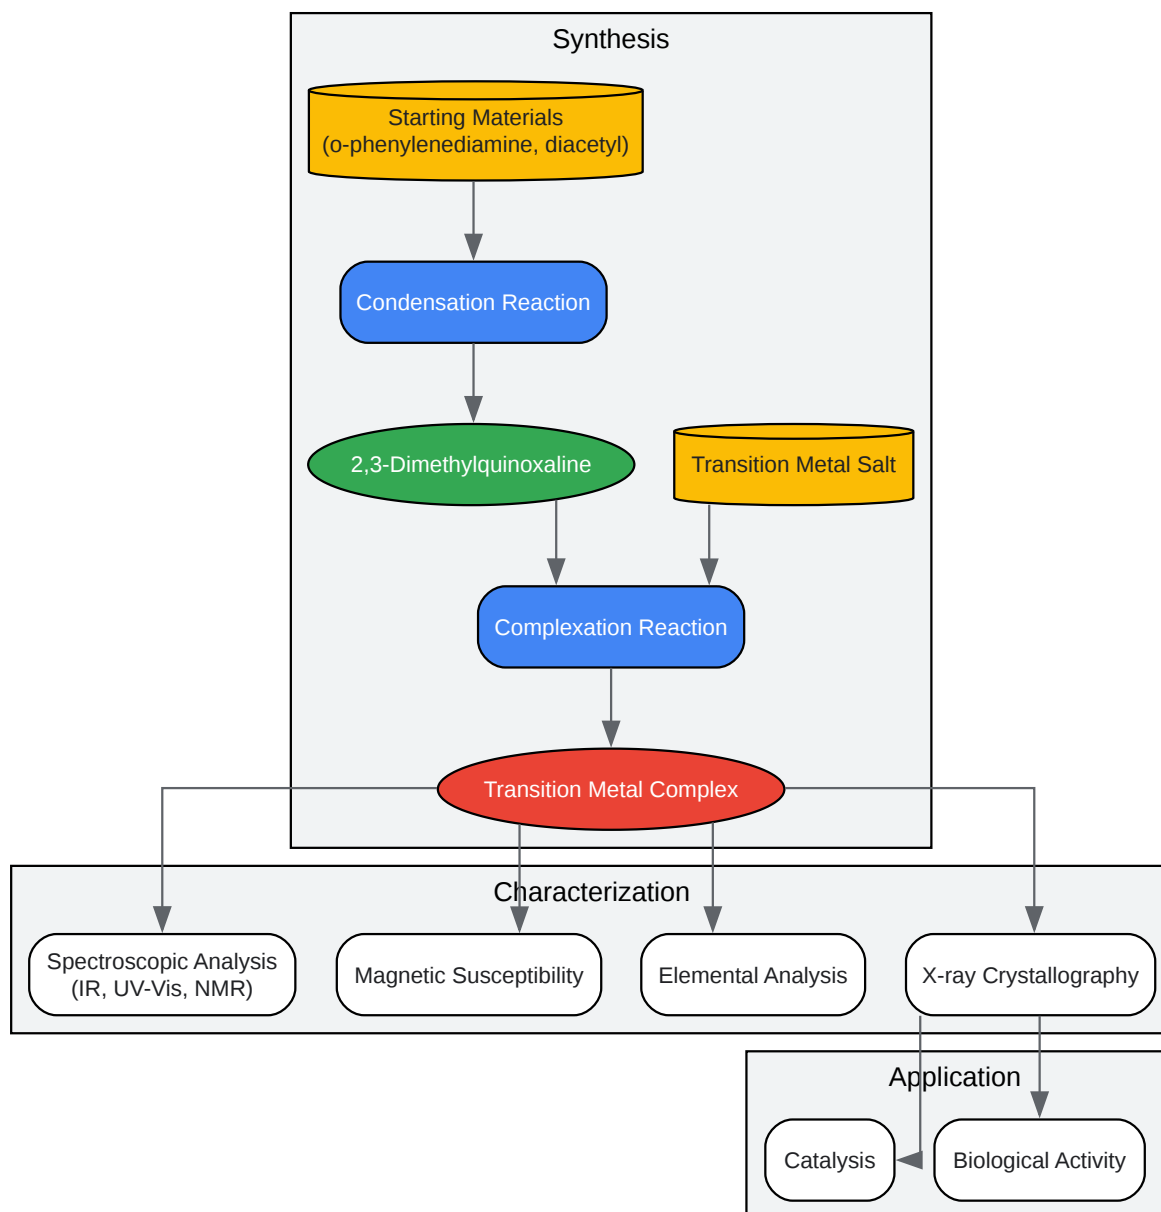 Synthesis
Starting Materials
(o-phenylenediamine, diacetyl)
Condensation Reaction
2,3-Dimethylquinoxaline
Transition Metal Salt
Complexation Reaction
Transition Metal Complex
Characterization
Spectroscopic Analysis
(IR, UV-Vis, NMR)
Magnetic Susceptibility
Elemental Analysis
X-ray Crystallography
Application
Catalysis
Biological Activity